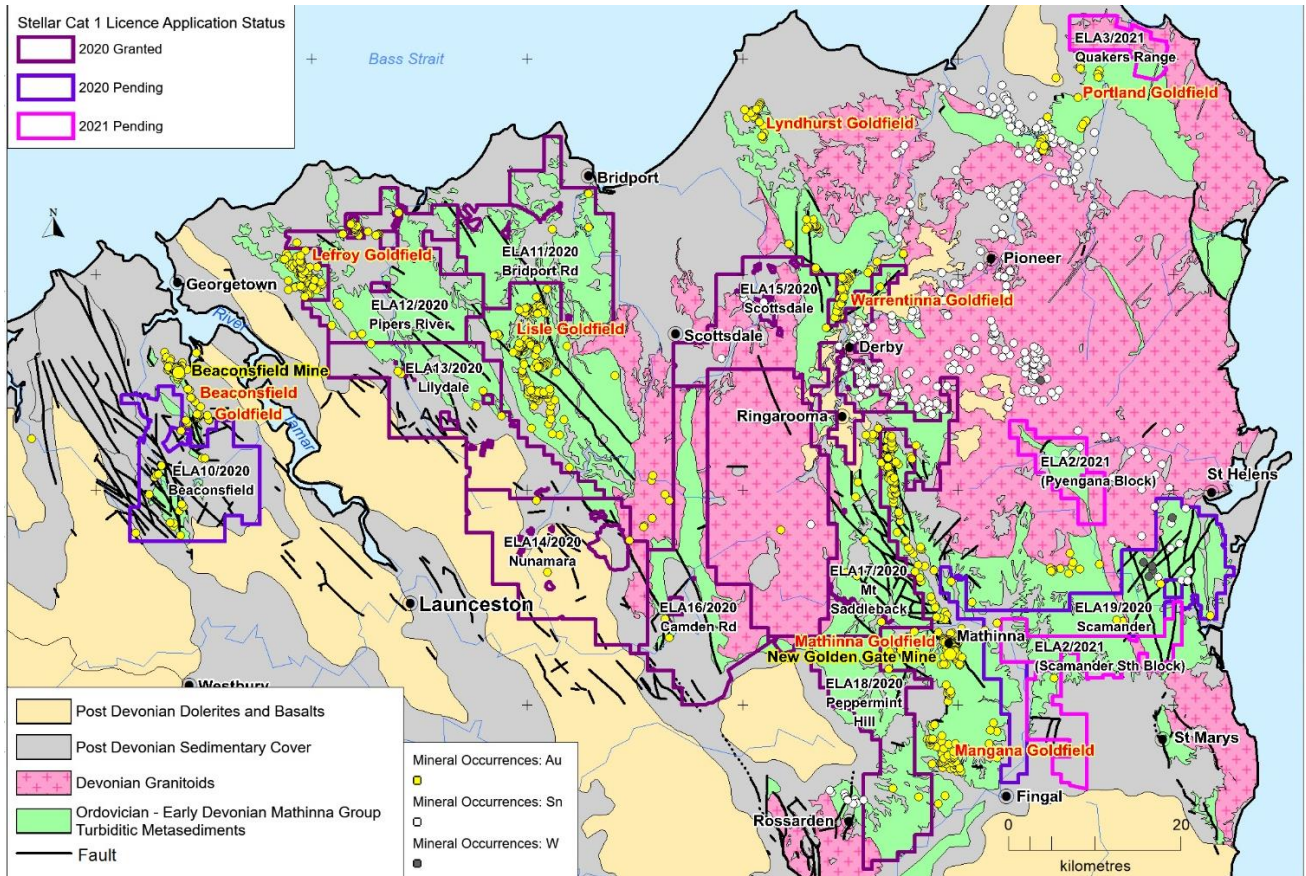 Stellar Cat 1 Licence Application Status
2020 Granted
2020 Pending
2021 Pending
Bass Strait
ELA3/2021
Quakers Range
Portland Goldfield
Lyndhurst Goldfield
Bridport
N
Lefroy Goldfield
ELA11/2020
Bridport Rd
Georgetown
ELA12/2020
Pipers River
ELA15/2020
Scottsdale
Pioneer
Warrentinna Goldfield
River
Lisle Goldfield
Scottsdale
Derby
ELA13/2020
Lilydale
Beaconsfield Mine
Beaconsfield
Goldfield
Ringarooma
ELA10/2020
Beaconsfield
ELA2/2021
(Pyengana Block)
St Helens
ELA14/2020
Nunamara
ELA17/2020
Mt
Saddleback
Launceston
ELA16/2020
Camden Rd
ELA19/2020
Scamander
Mathinna Goldfield
Mathinna
New Golden Gate Mine
ELA2/2021
(Scamander Sth Block)
ELA18/2020
Peppermint
Hill
Westbury
St Marys
Mangana Goldfield
Fingal
Rossarden
Post Devonian Dolerites and Basalts
Post Devonian Sedimentary Cover
Devonian Granitoids
Ordovician - Early Devonian Mathinna Group
Turbiditic Metasediments
Fault
Mineral Occurrences: Au
Mineral Occurrences: Sn
Mineral Occurrences: W
0 20
kilometres